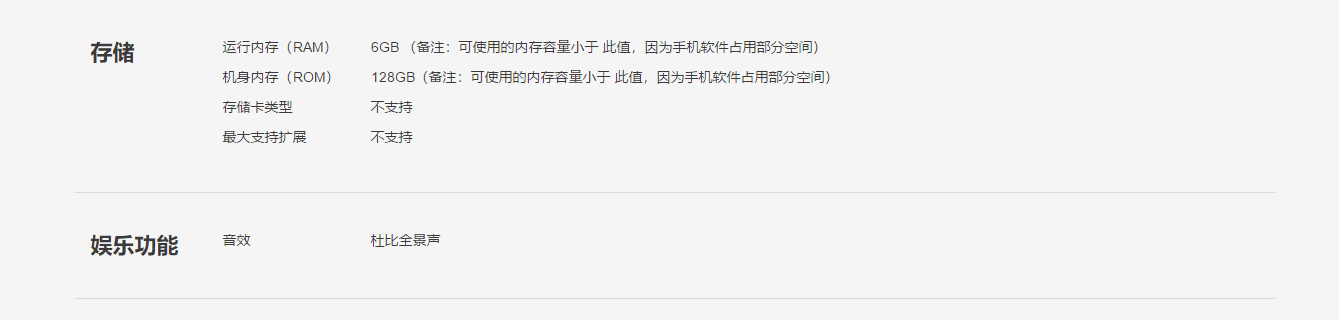 存储
运行内存（RAM） 6GB （备注：可使用的内存容量小于 此值，因为手机软件占用部分空间）
机身内存（ROM） 128GB（备注：可使用的内存容量小于 此值，因为手机软件占用部分空间）
存储卡类型 不支持
最大支持扩展 不支持
娱乐功能 音效 杜比全景声